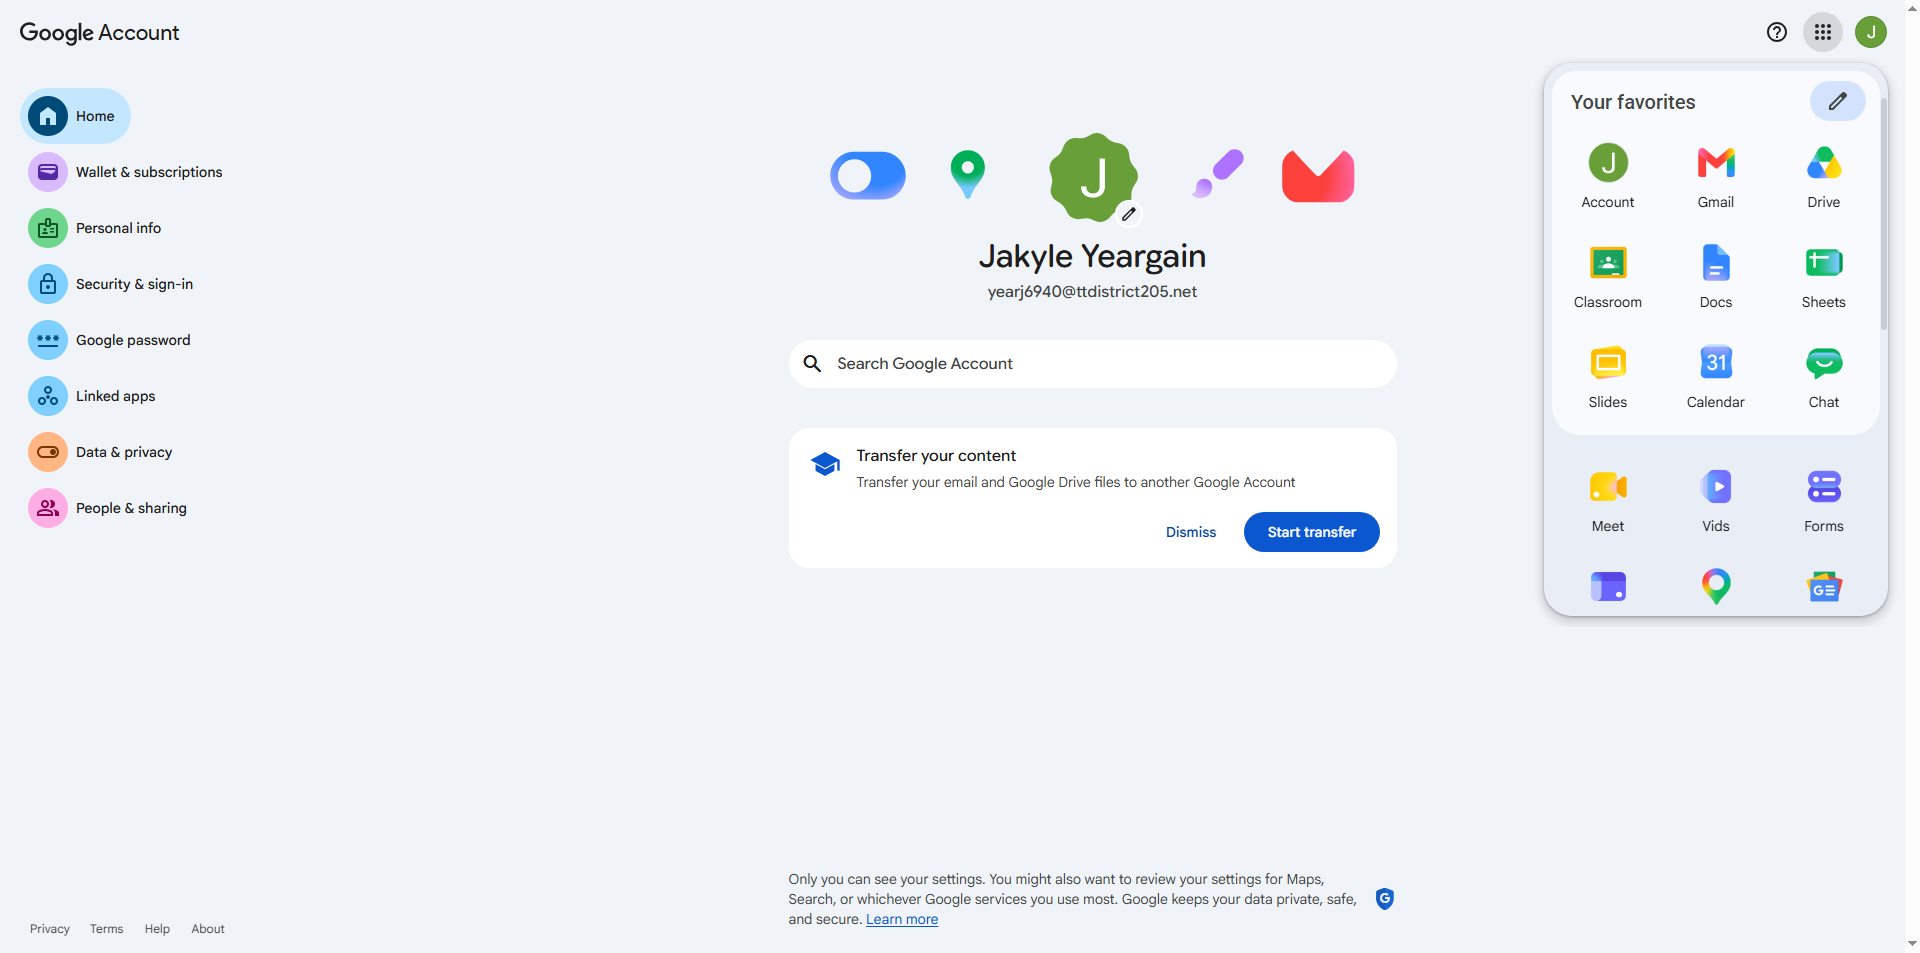 Google Account
J
Home
Wallet & subscriptions
Personal info
Security & sign-in
Google password
Linked apps
Data & privacy
People & sharing
J
Jakyle Yeargain
yearj6940@ttdistrict205.net
Search Google Account
Transfer your content
Transfer your email and Google Drive files to another Google Account
Dismiss
Start transfer
Your favorites
J
Account
Gmail
Drive
Classroom
Docs
Sheets
31
Slides
Calendar
Chat
Meet
Vids
Forms
GE
Only you can see your settings. You might also want to review your settings for Maps,
Search, or whichever Google services you use most. Google keeps your data private, safe,
and secure. Learn more
G
Privacy
Terms
Help
About